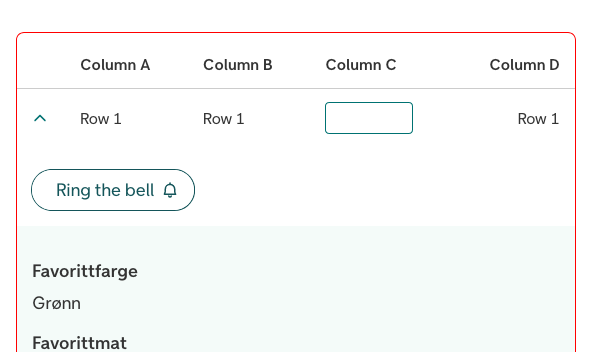 Column A Column B Column C Column D
Row 1 Row 1 Row 1
Ring the bell
Favorittfarge
Grønn
Favorittmat